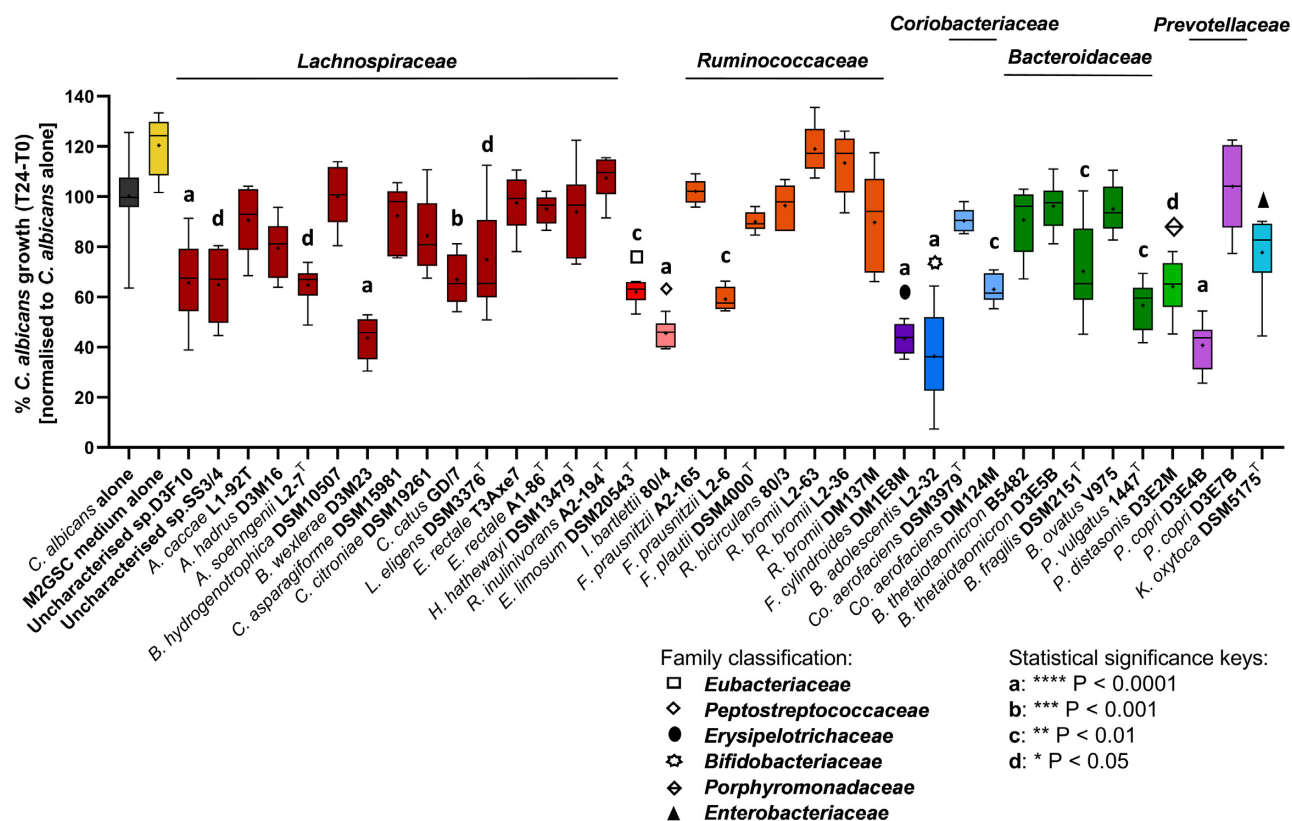 Coriobacteriaceae Prevotellaceae
Lachnospiraceae Ruminococcaceae Bacteroidaceae
% C. albicans growth (T24-T0)
[normalised to C. albicans alone]
140
120
100
80
60
40
20
0
a
d
d
a
b
d
c
a
c
a
a
c
c
c
d
a
C. albicans alone
M2GSC medium alone
Uncharacterised sp.D3F10
Uncharacterised sp.SS3/4
A. caccae L1-92T
A. hadrus D3M16
A. soehngenii L2-7T
B. hydrogenotrophica DSM10507
B. wexlerae D3M23
C. asparagiforme DSM15981
C. citroniae DSM19261
C. catus GD/7
L. eligens DSM3376T
E. rectale T3Axe7
E. rectale A1-86T
H. hathewayi DSM13479T
R. inulinivorans A2-194T
E. limosum DSM20543T
I. bartlettii 80/4
F. prausnitzii A2-165
F. prausnitzii L2-6
F. plautii DSM4000T
R. bicirculans 80/3
R. bromii L2-63
R. bromii L2-36
R. bromii DM137M
F. cylindroides DM1E8M
B. adolescentis L2-32
Co. aerofaciens DSM3979T
Co. aerofaciens DSM124M
B. thetaiotaomicron B5482
B. thetaiotaomicron D3E5B
B. fragilis DSM2151T
B. ovatus V975
P. vulgatus 1447T
P. distasonis D3E2M
P. copri D3E4B
P. copri D3E7B
K. oxytoca DSM5175T
Family classification:
Eubacteriaceae
Peptostreptococcaceae
Erysipelotrichaceae
Bifidobacteriaceae
Porphyromonadaceae
Enterobacteriaceae
Statistical significance keys:
a: **** P < 0.0001
b: *** P < 0.001
c: ** P < 0.01
d: * P < 0.05